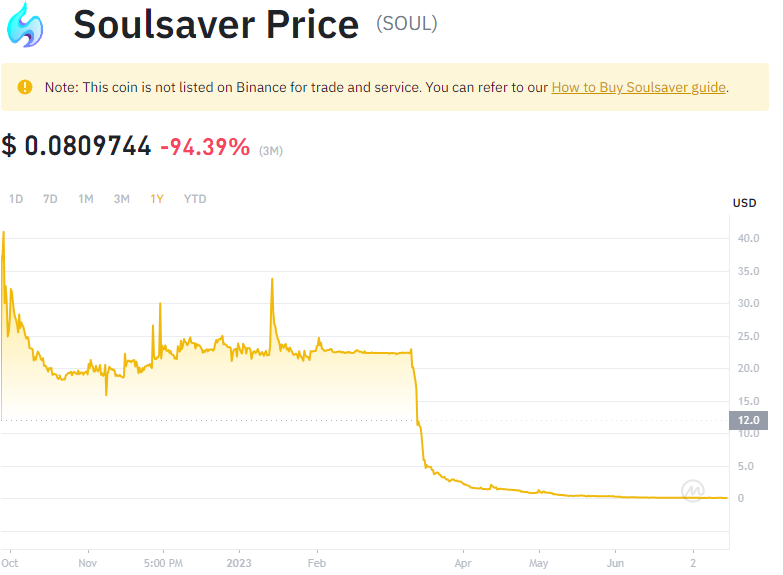 Soulsaver Price (SOUL)
Note: This coin is not listed on Binance for trade and service. You can refer to our How to Buy Soulsaver guide.
$ 0.0809744 -94.39% (3M)
1D 7D 1M 3M 1Y YTD
USD
40.0
35.0
30.0
25.0
20.0
15.0
12.0
10.0
5.0
0
Oct Nov 5:00 PM 2023 Feb Apr May Jun 2